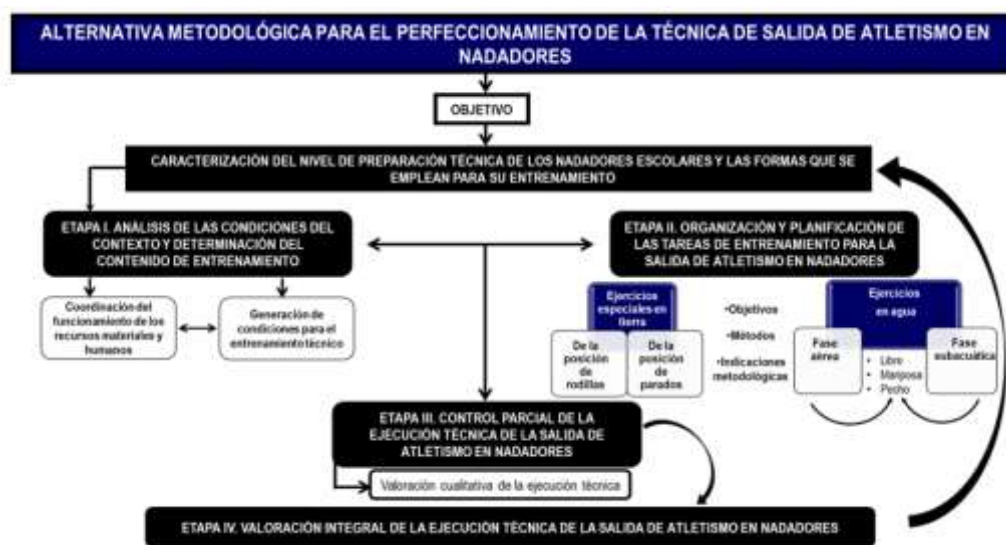 ALTERNATIVA METODOLÓGICA PARA EL PERFECCIONAMIENTO DE LA TÉCNICA DE SALIDA DE ATLETISMO EN
NADADORES
OBJETIVO
CARACTERIZACIÓN DEL NIVEL DE PREPARACIÓN TÉCNICA DE LOS NADADORES ESCOLARES Y LAS FORMAS QUE SE
EMPLEAN PARA SU ENTRENAMIENTO
ETAPA I. ANÁLISIS DE LAS CONDICIONES DEL
CONTEXTO Y DETERMINACIÓN DEL
CONTENIDO DE ENTRENAMIENTO
Coordinación del
funcionamiento de los
recursos materiales y
humanos
Generación de
condiciones para el
entrenamiento técnico
ETAPA II. ORGANIZACIÓN Y PLANIFICACIÓN DE
LAS TAREAS DE ENTRENAMIENTO PARA LA
SALIDA DE ATLETISMO EN NADADORES
Ejercicios
especiales en
tierra
De la
posición
de
rodillas
De la
posición
de
parados
•Objetivos
•Métodos
•Indicaciones
metodológicas
Ejercicios
en agua
Fase
aérea
• Libre
• Mariposa
• Pecho
Fase
subacuática
ETAPA III. CONTROL PARCIAL DE LA
EJECUCIÓN TÉCNICA DE LA SALIDA DE
ATLETISMO EN NADADORES
Valoración cualitativa de la ejecución técnica
ETAPA IV. VALORACIÓN INTEGRAL DE LA EJECUCIÓN TÉCNICA DE LA SALIDA DE ATLETISMO EN NADADORES